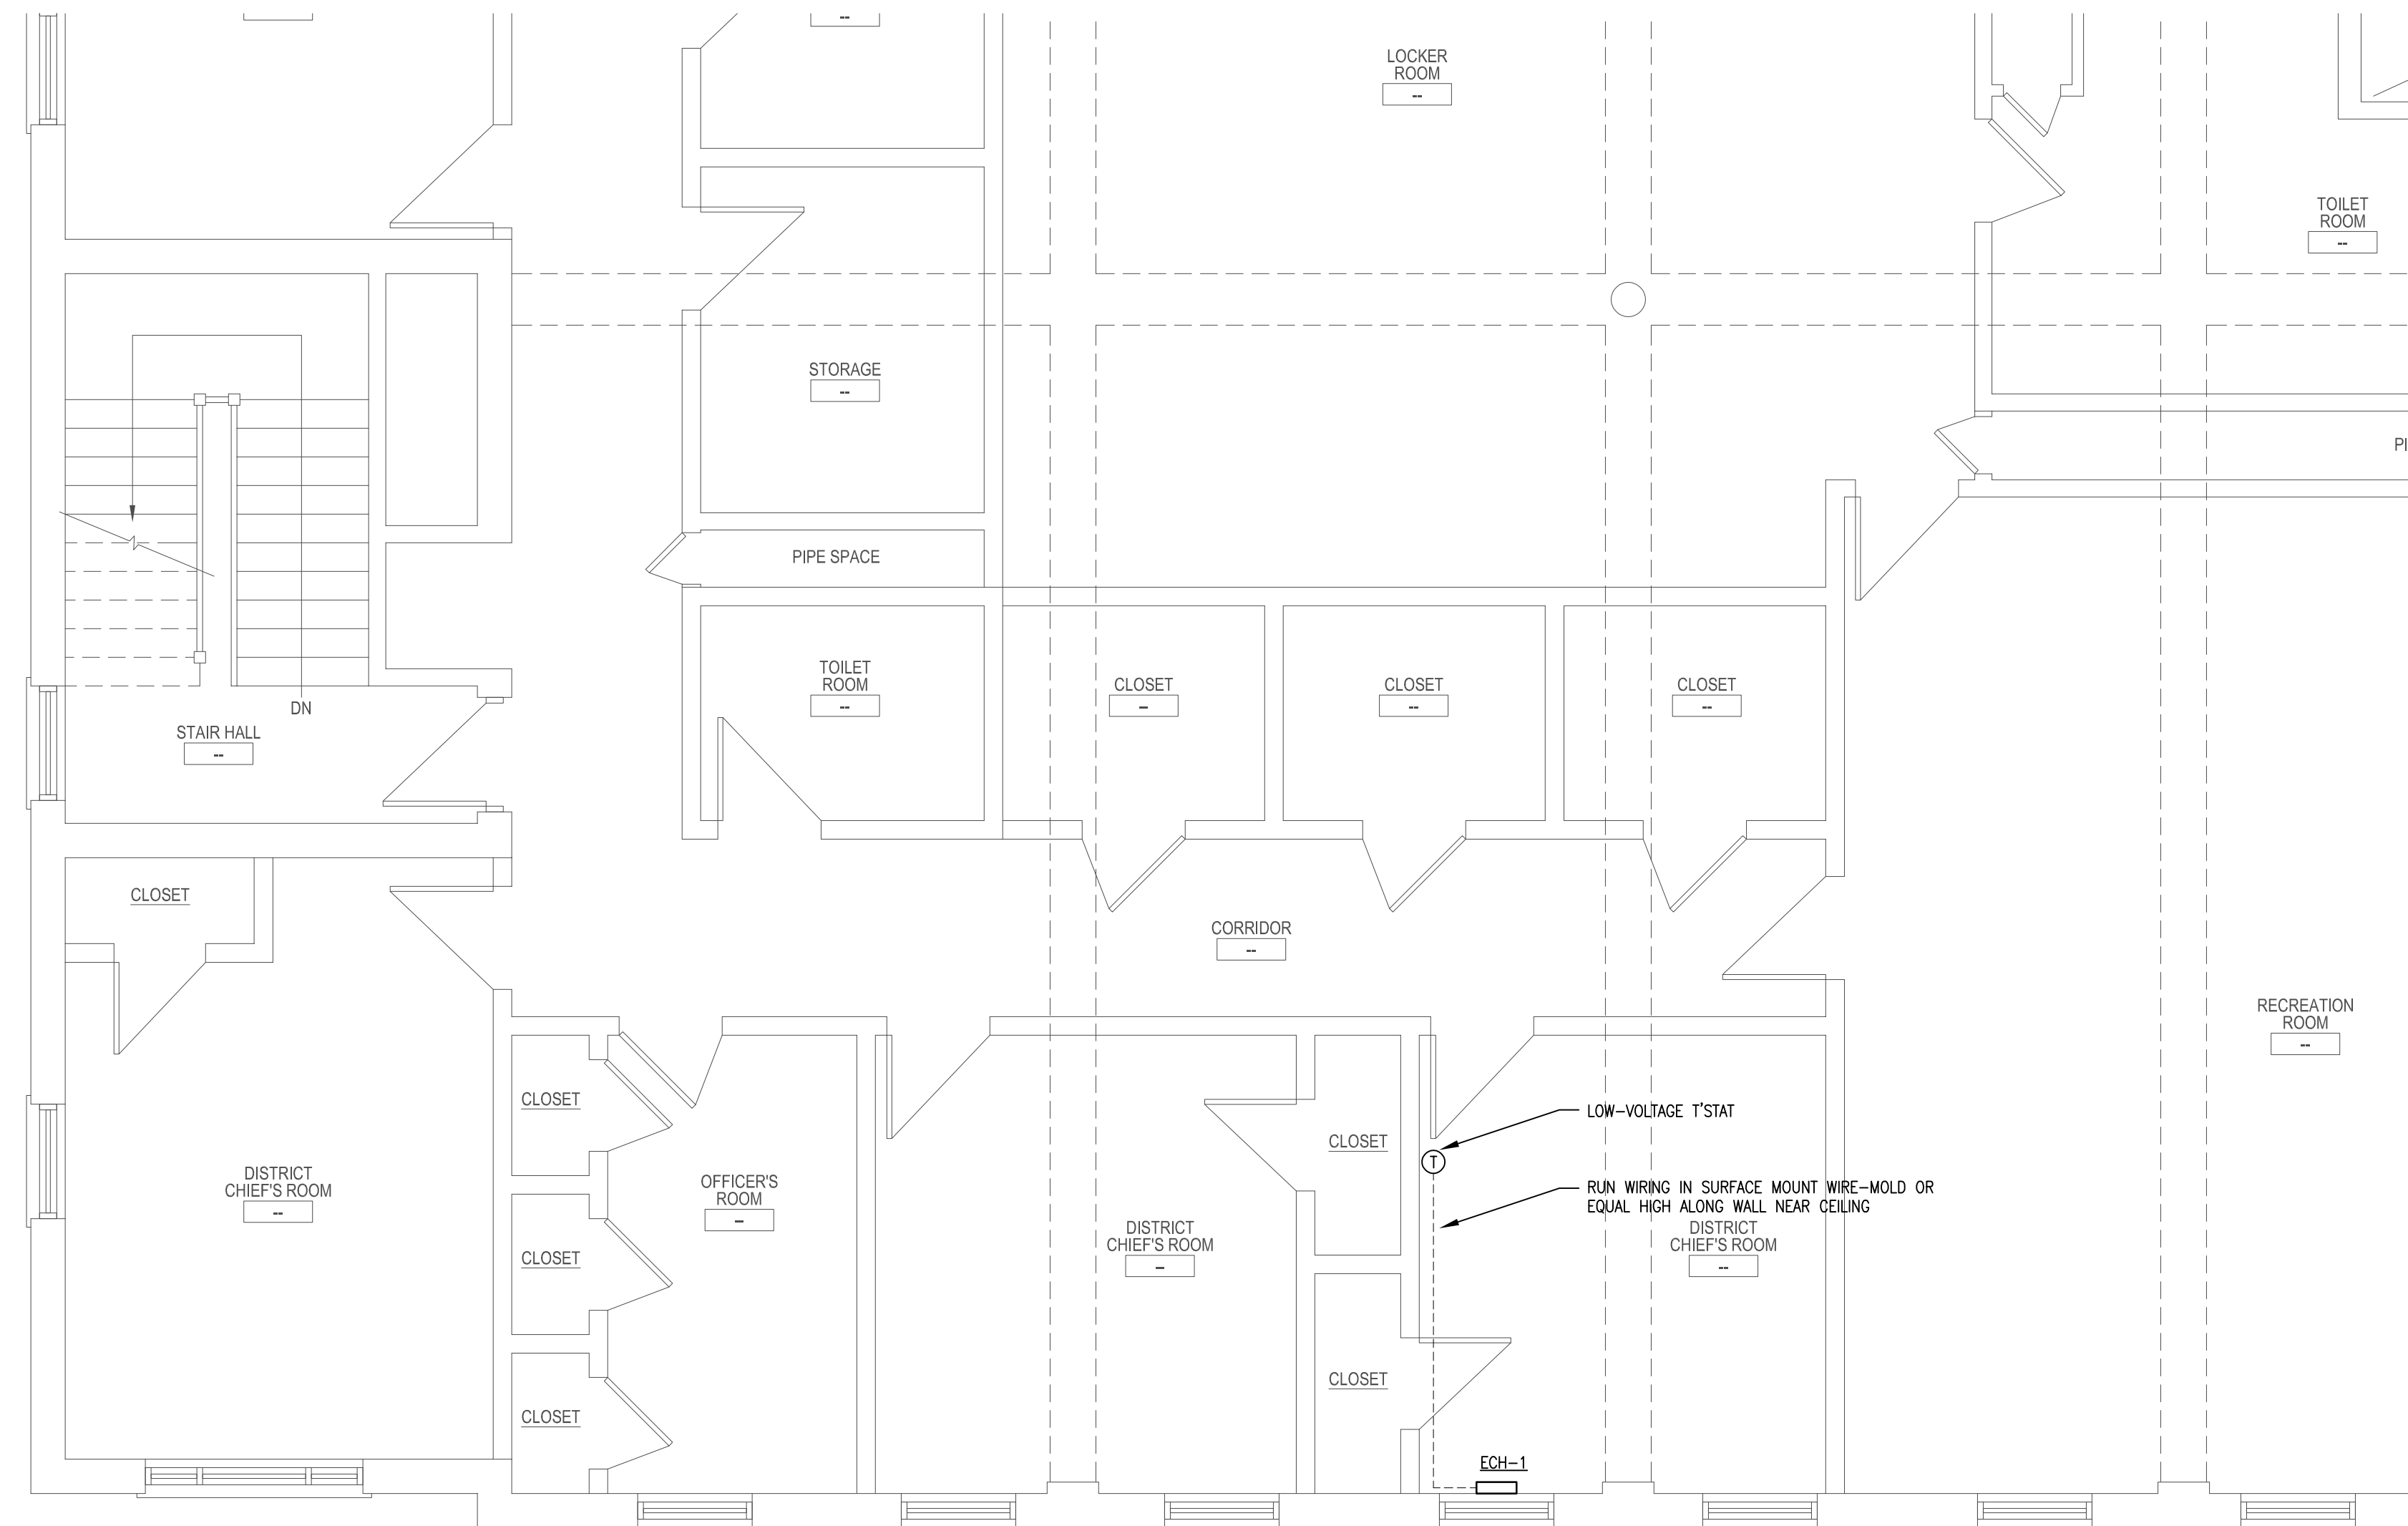 --
LOCKER
ROOM
--
TOILET
ROOM
--
STORAGE
--
PI
PIPE SPACE
TOILET
ROOM
--
CLOSET
–
CLOSET
--
CLOSET
--
DN
STAIR HALL
--
CLOSET
CORRIDOR
--
RECREATION
ROOM
--
CLOSET
LOW-VOLTAGE T'STAT
CLOSET
T
DISTRICT
CHIEF'S ROOM
--
OFFICER'S
ROOM
–
RUN WIRING IN SURFACE MOUNT WIRE-MOLD OR
EQUAL HIGH ALONG WALL NEAR CEILING
DISTRICT
CHIEF'S ROOM
–
DISTRICT
CHIEF'S ROOM
--
CLOSET
CLOSET
CLOSET
ECH-1